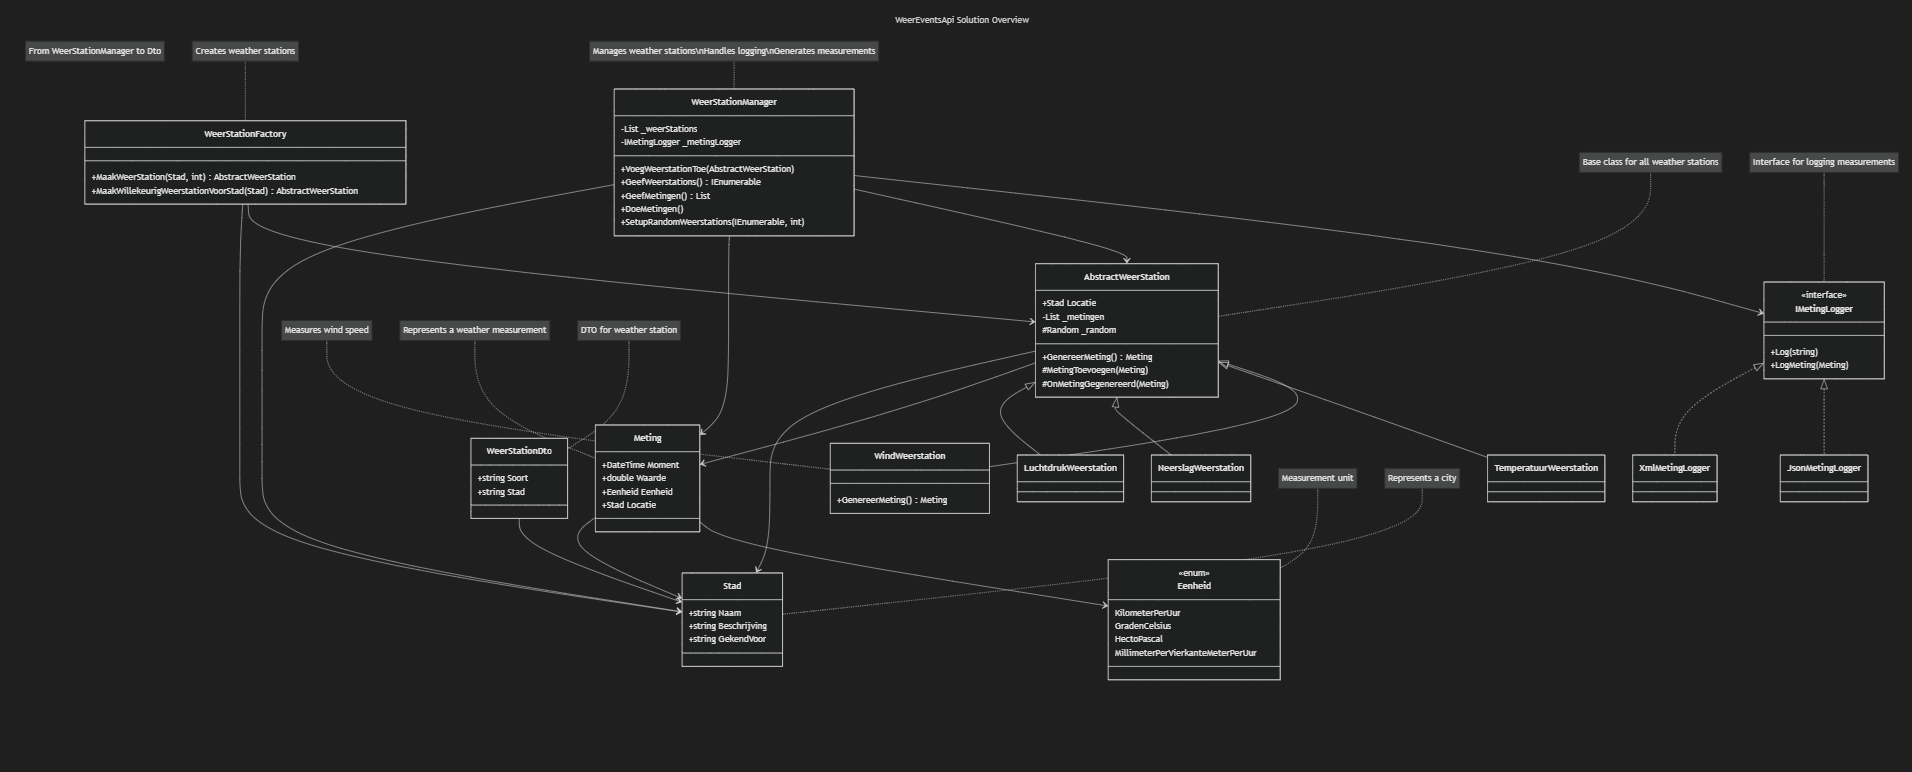 WeerEventsApi Solution Overview
From WeerStationManager to Dto
Creates weather stations
Manages weather stations\nHandles logging\nGenerates measurements
WeerStationFactory
+MaakWeerStation(Stad, int) : AbstractWeerStation
+MaakWillekeurigWeerstationVoorStad(Stad) : AbstractWeerStation
WeerStationManager
-List _weerStations
-IMetingLogger _metingLogger
+VoegWeerstationToe(AbstractWeerStation)
+GeefWeerstations() : IEnumerable
+GeefMetingen() : List
+DoeMetingen()
+SetupRandomWeerstations(IEnumerable, int)
Base class for all weather stations
Interface for logging measurements
AbstractWeerStation
+Stad Locatie
-List _metingen
#Random _random
+GenereerMeting() : Meting
#MetingToevoegen(Meting)
#OnMetingGegenereerd(Meting)
«interface»
IMetingLogger
+Log(string)
+LogMeting(Meting)
Measures wind speed
Represents a weather measurement
DTO for weather station
WeerStationDto
+string Soort
+string Stad
Meting
+DateTime Moment
+double Waarde
+Eenheid Eenheid
+Stad Locatie
WindWeerstation
+GenereerMeting() : Meting
LuchtdrukWeerstation
NeerslagWeerstation
Measurement unit
Represents a city
TemperatuurWeerstation
XmlMetingLogger
JsonMetingLogger
Stad
+string Naam
+string Beschrijving
+string GekendVoor
«enum»
Eenheid
KilometerPerUur
GradenCelsius
HectoPascal
MillimeterPerVierkanteMeterPerUur